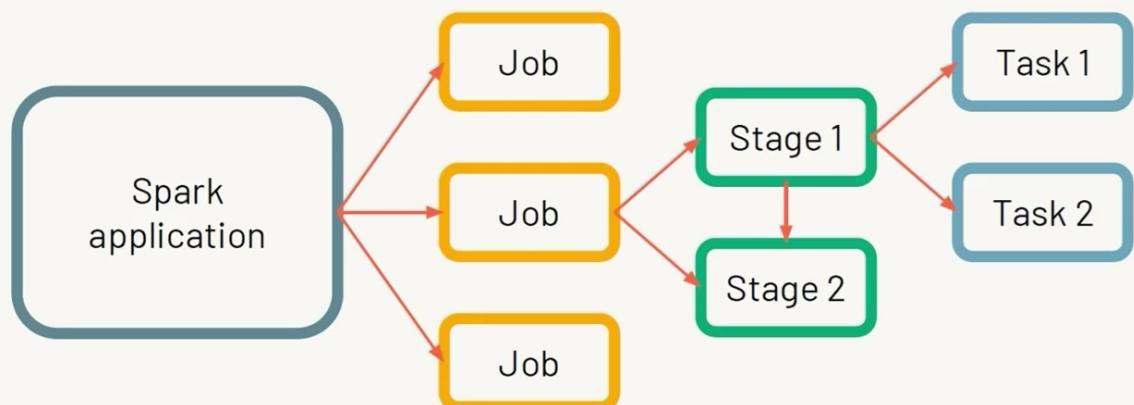 Spark
application
Job
Job
Job
Stage 1
Stage 2
Task 1
Task 2